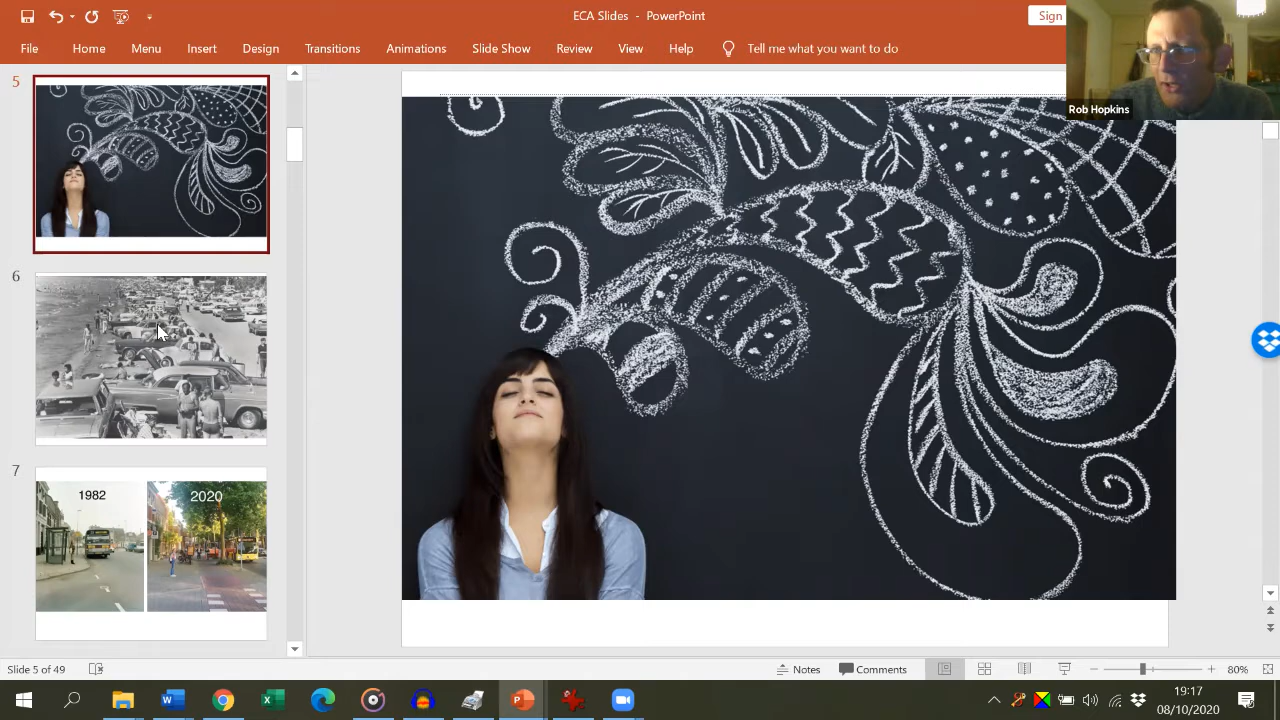 ECA Slides - PowerPoint
Sign
File Home Menu Insert Design Transitions Animations Slide Show Review View Help Tell me what you want to do
Rob Hopkins
5
6
7
1982
2020
Slide 5 of 49
Notes
Comments
80%
19:17
08/10/2020